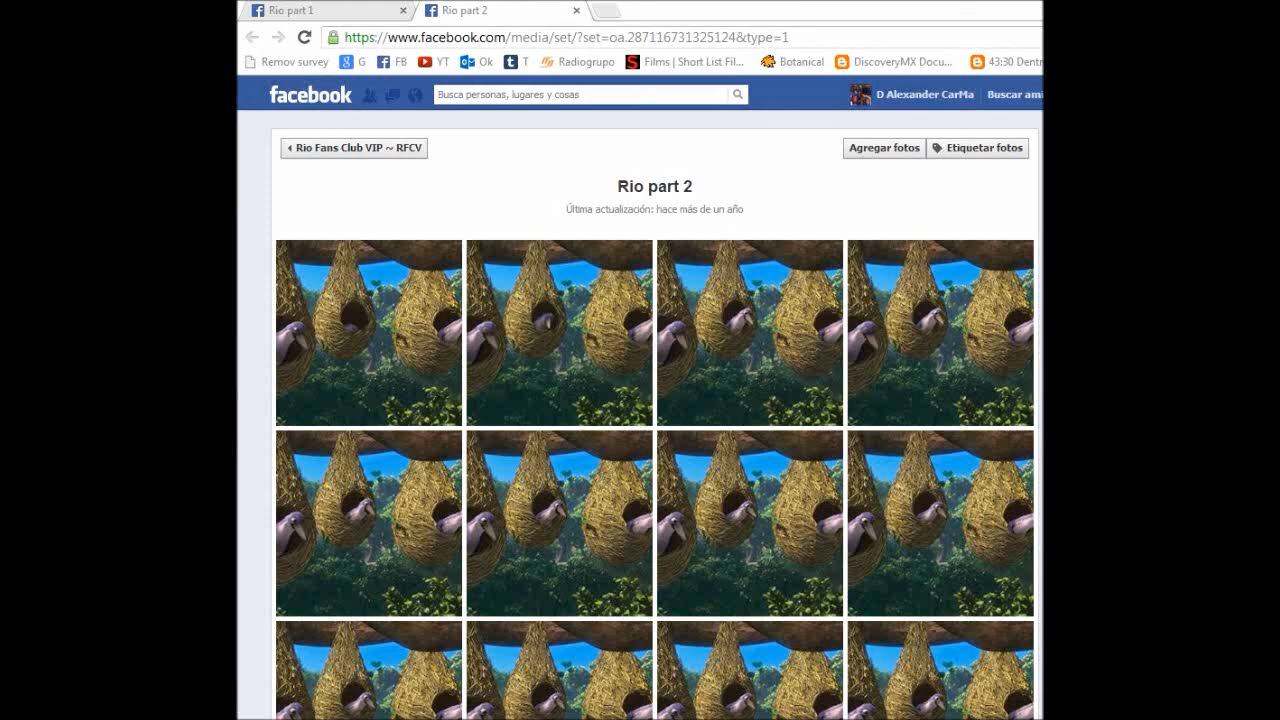 Rio part 1
Rio part 2
https://www.facebook.com/media/set/?set=oa.287116731325124&type=1
Remov survey G FB YT Ok T Radiogrupo Films | Short List Fil... Botanical DiscoveryMX Docu... 43:30 Dentr
facebook
Busca personas, lugares y cosas
D Alexander CarMa
Buscar ami
Rio Fans Club VIP ~ RFCV
Agregar fotos
Etiquetar fotos
Rio part 2
Última actualización: hace más de un año